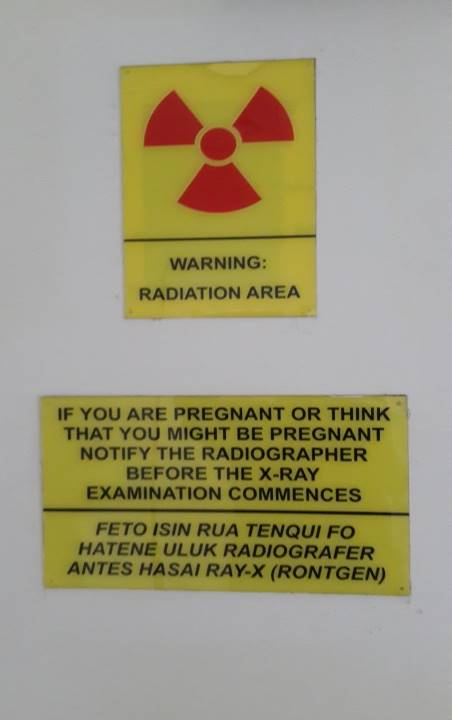 WARNING:
RADIATION AREA
IF YOU ARE PREGNANT OR THINK
THAT YOU MIGHT BE PREGNANT
NOTIFY THE RADIOGRAPHER
BEFORE THE X-RAY
EXAMINATION COMMENCES
FETO ISIN RUA TENQUI FO
HATENE ULUK RADIOGRAFER
ANTES HASAI RAY-X (RONTGEN)